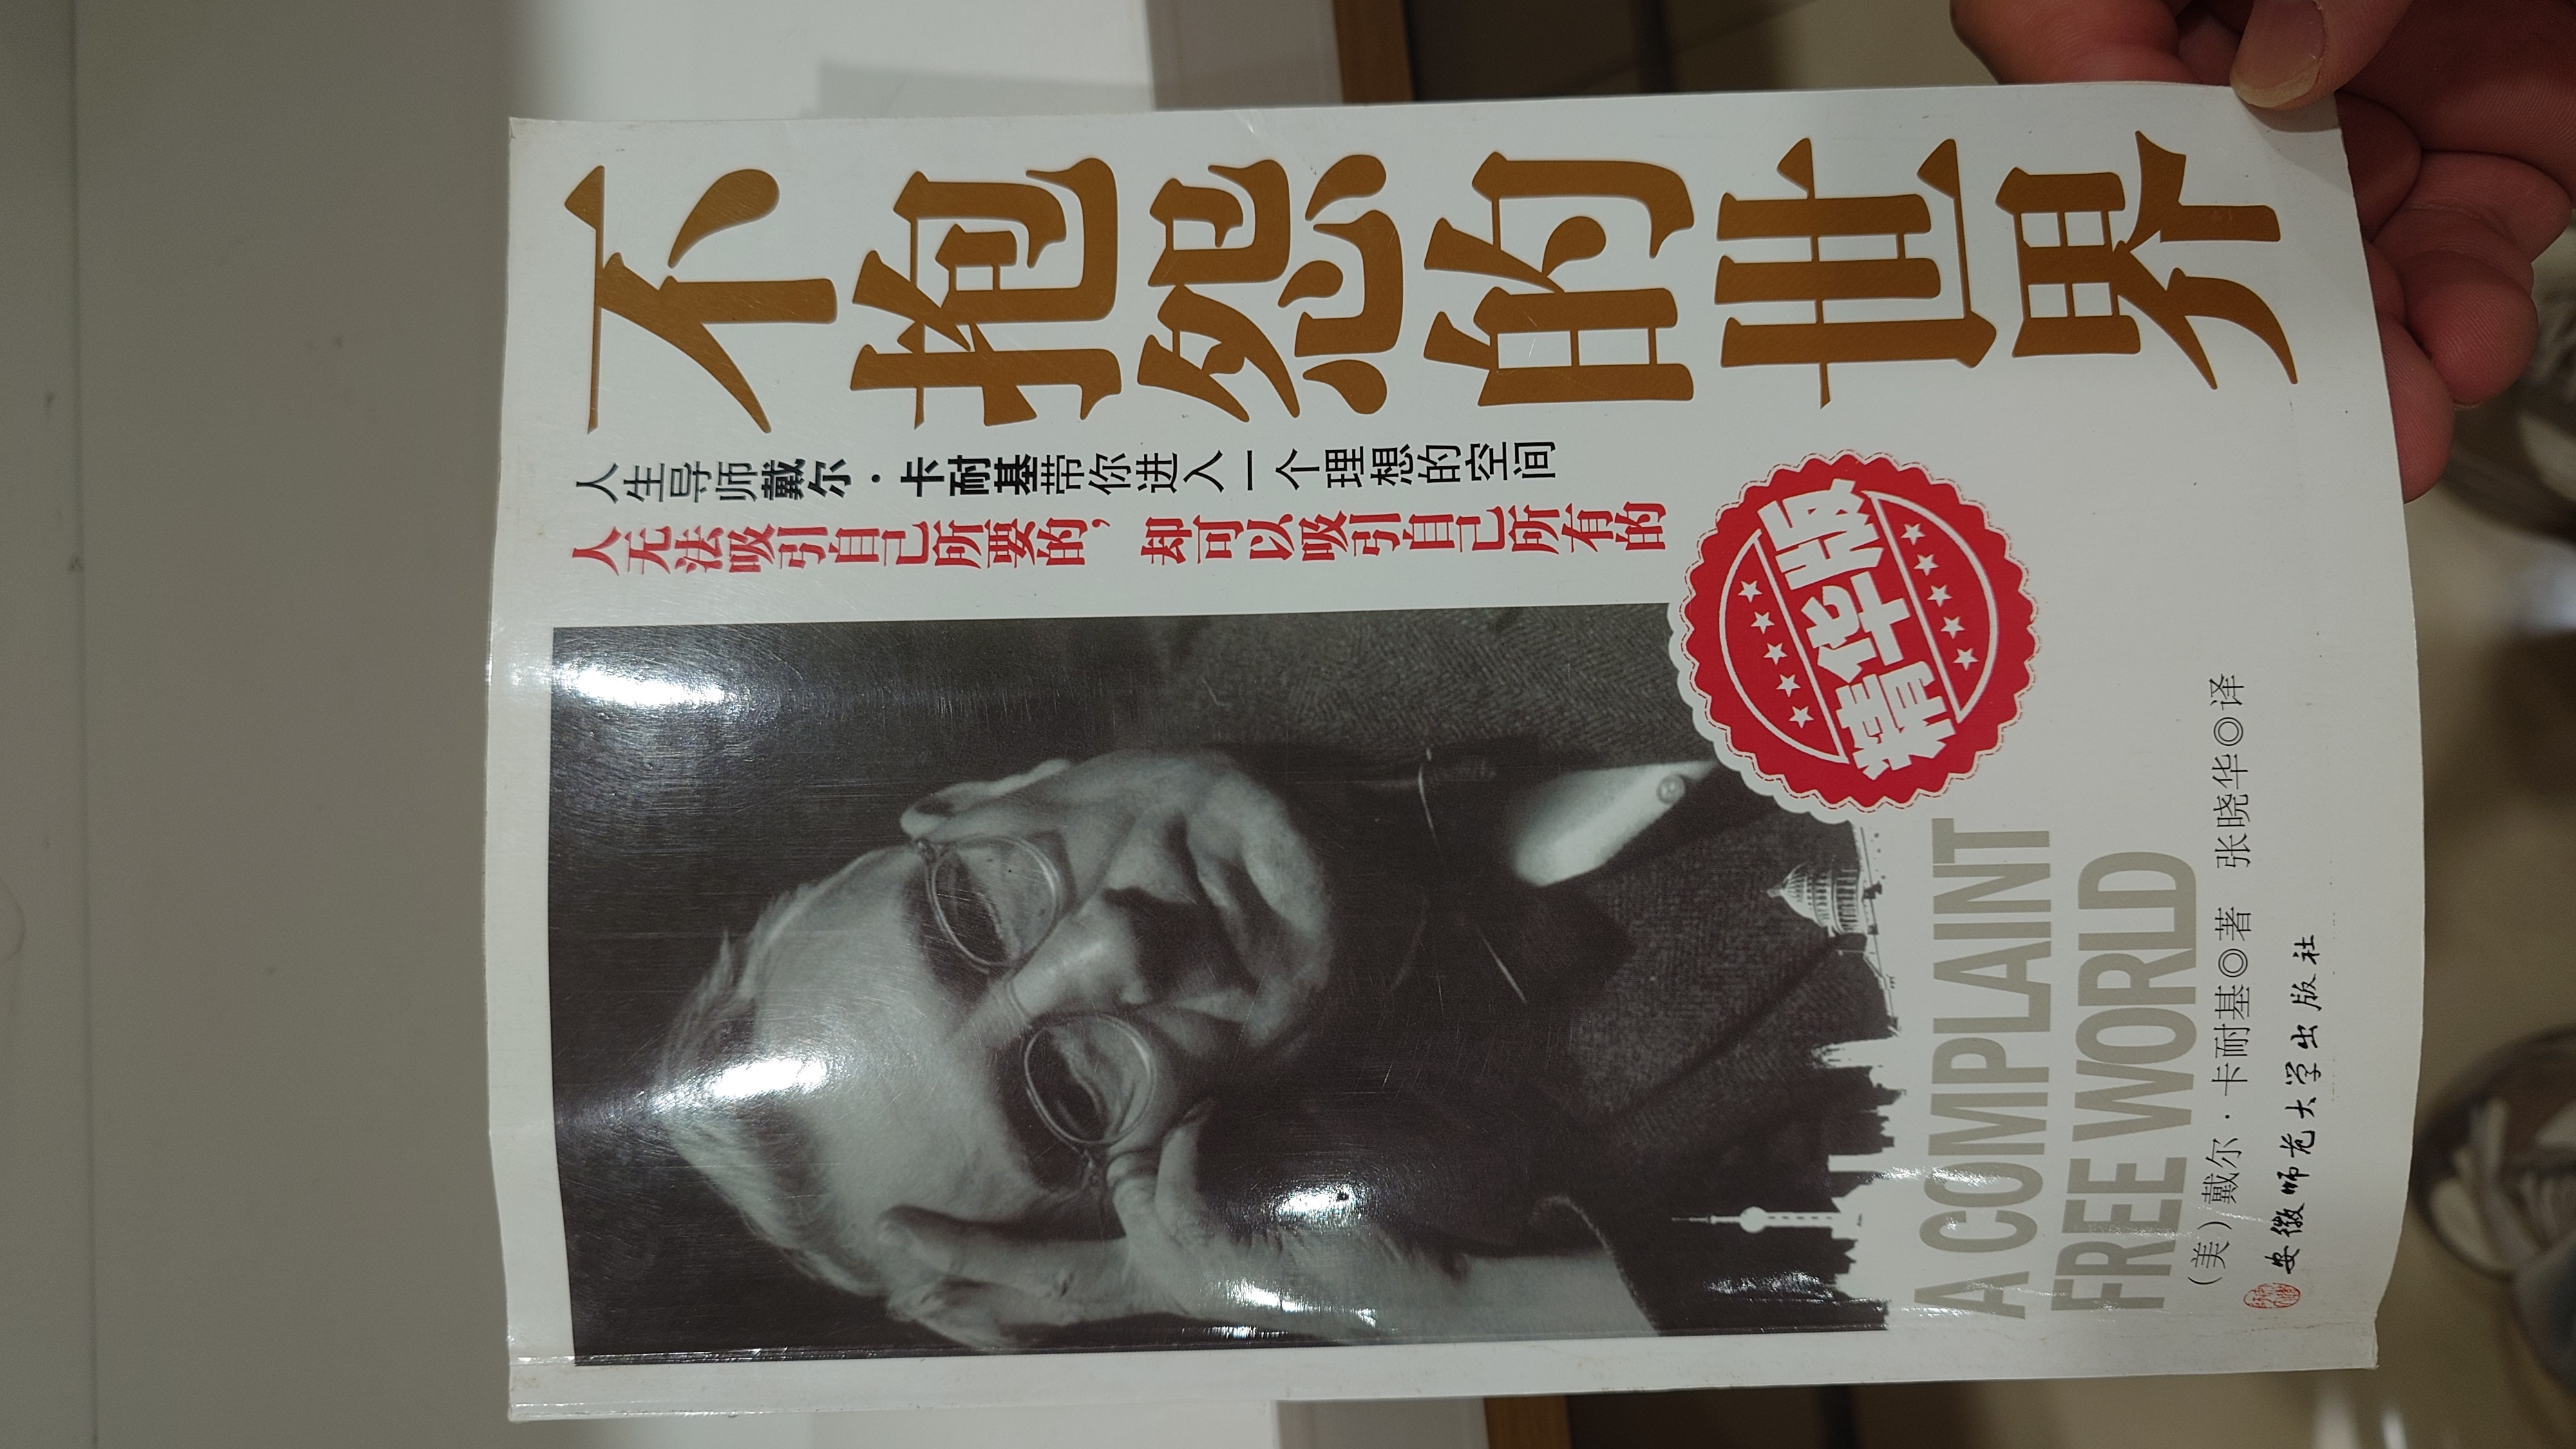 不抱怨的世界
人生导师戴尔·卡耐基带你进入一个理想的空间
人无法吸引自己所要的，却可以吸引自己所有的
精华版
A COMPLAINT
FREE WORLD
（美）戴尔·卡耐基◎著 张晓华◎译
安徽师范大学出版社